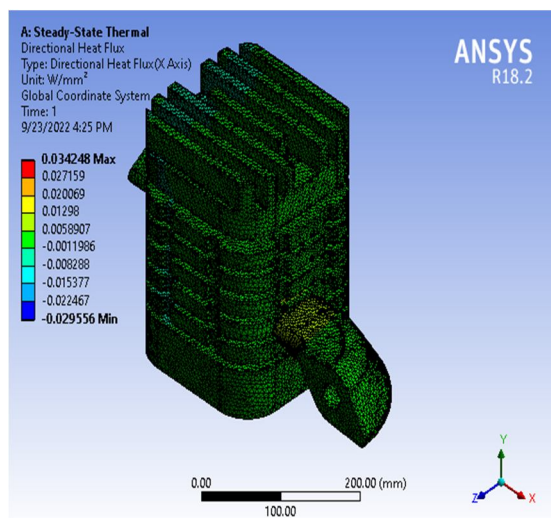 A: Steady-State Thermal
Directional Heat Flux
Type: Directional Heat Flux(X Axis)
Unit: W/mm²
Global Coordinate System
Time: 1
9/23/2022 4:25 PM
ANSYS
R18.2
0.034248 Max
0.027159
0.020069
0.01298
0.0058907
-0.0011986
-0.008288
-0.015377
-0.022467
-0.029556 Min
0.00
200.00 (mm)
100.00
Y
Z
X